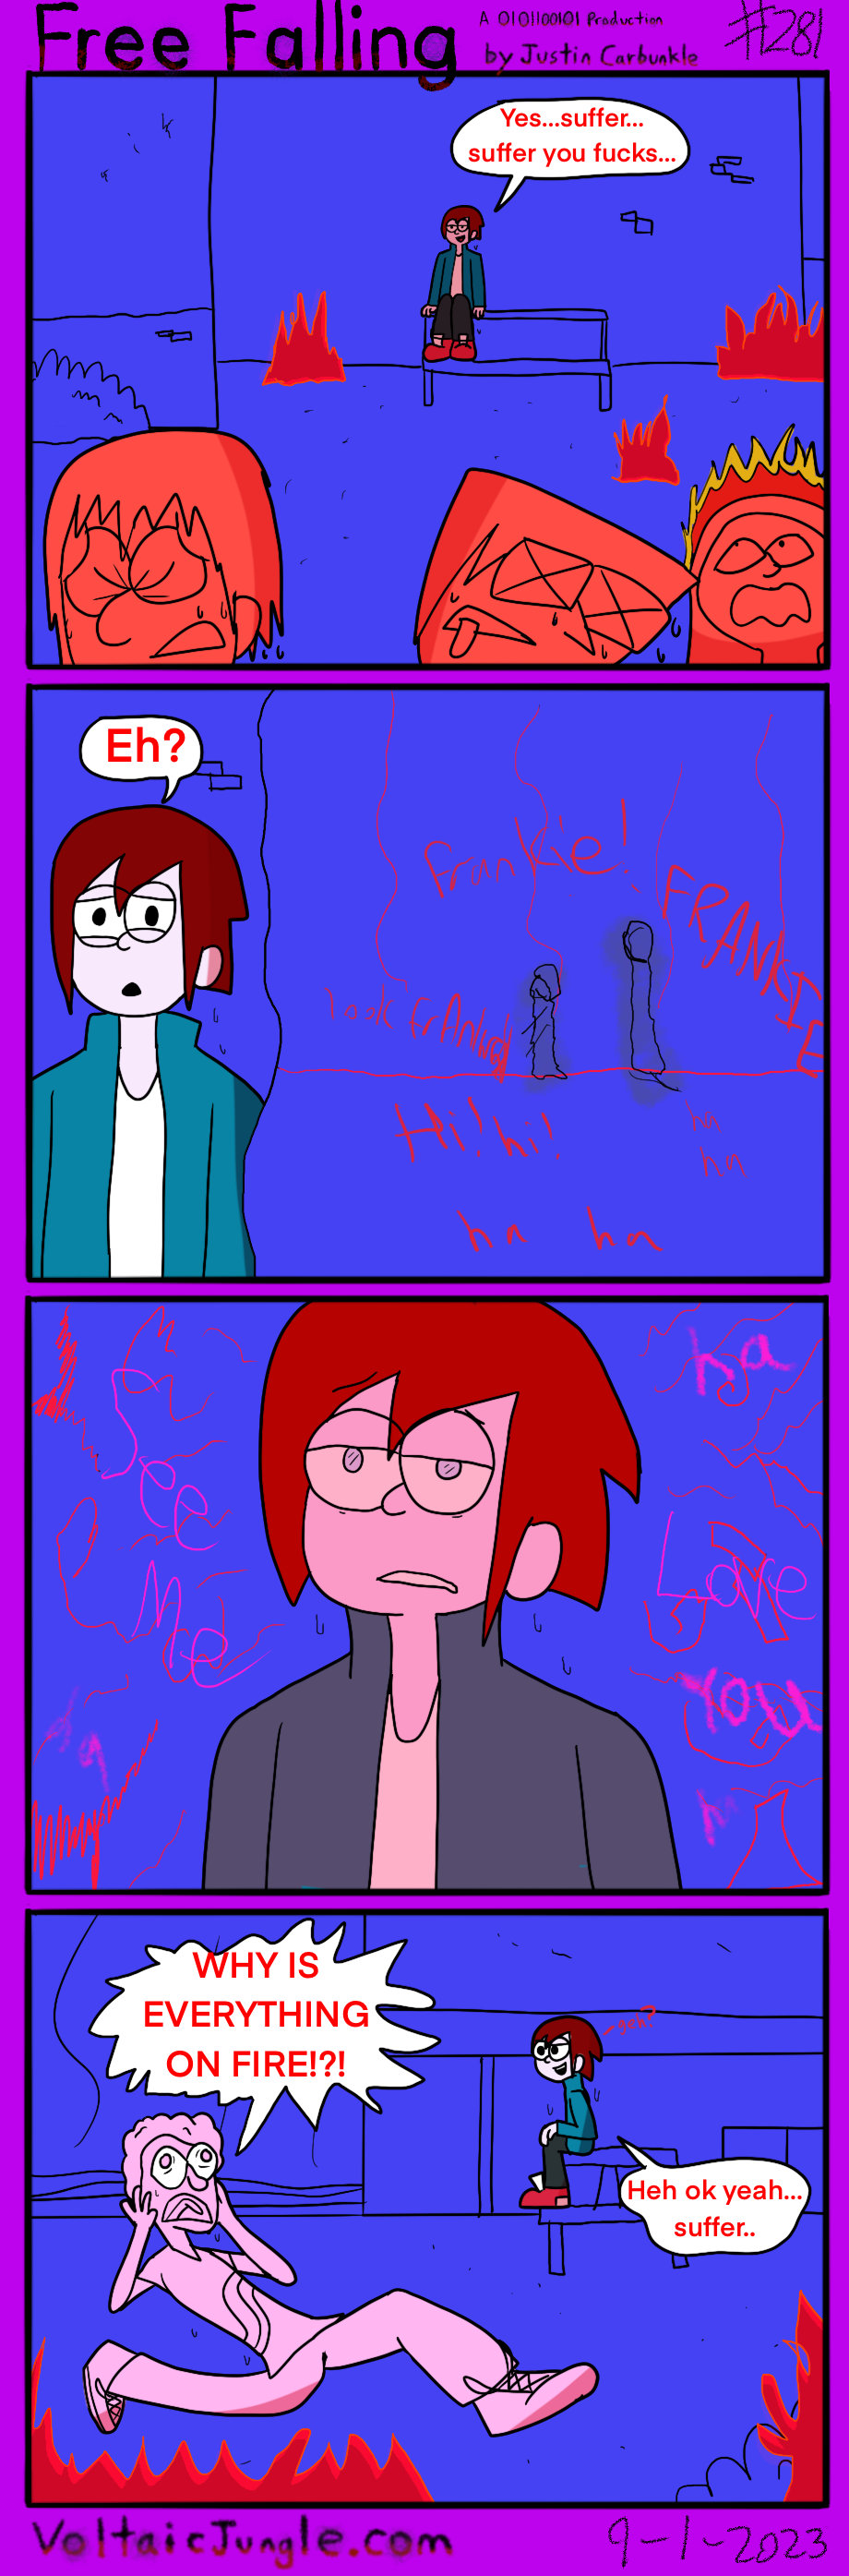 Free Falling
A 0101100101 Production
by Justin Carbunkle
#281
Yes...suffer...
suffer you fucks...
Eh?
Frankie!
FRANKIE
look
Hi! hi!
ha
ha
ha ha
See
Me
ha
Love
YOU
WHY IS
EVERYTHING
ON FIRE!?!
geh?
Heh ok yeah...
suffer..
VoltaicJungle.com
9-1-2023